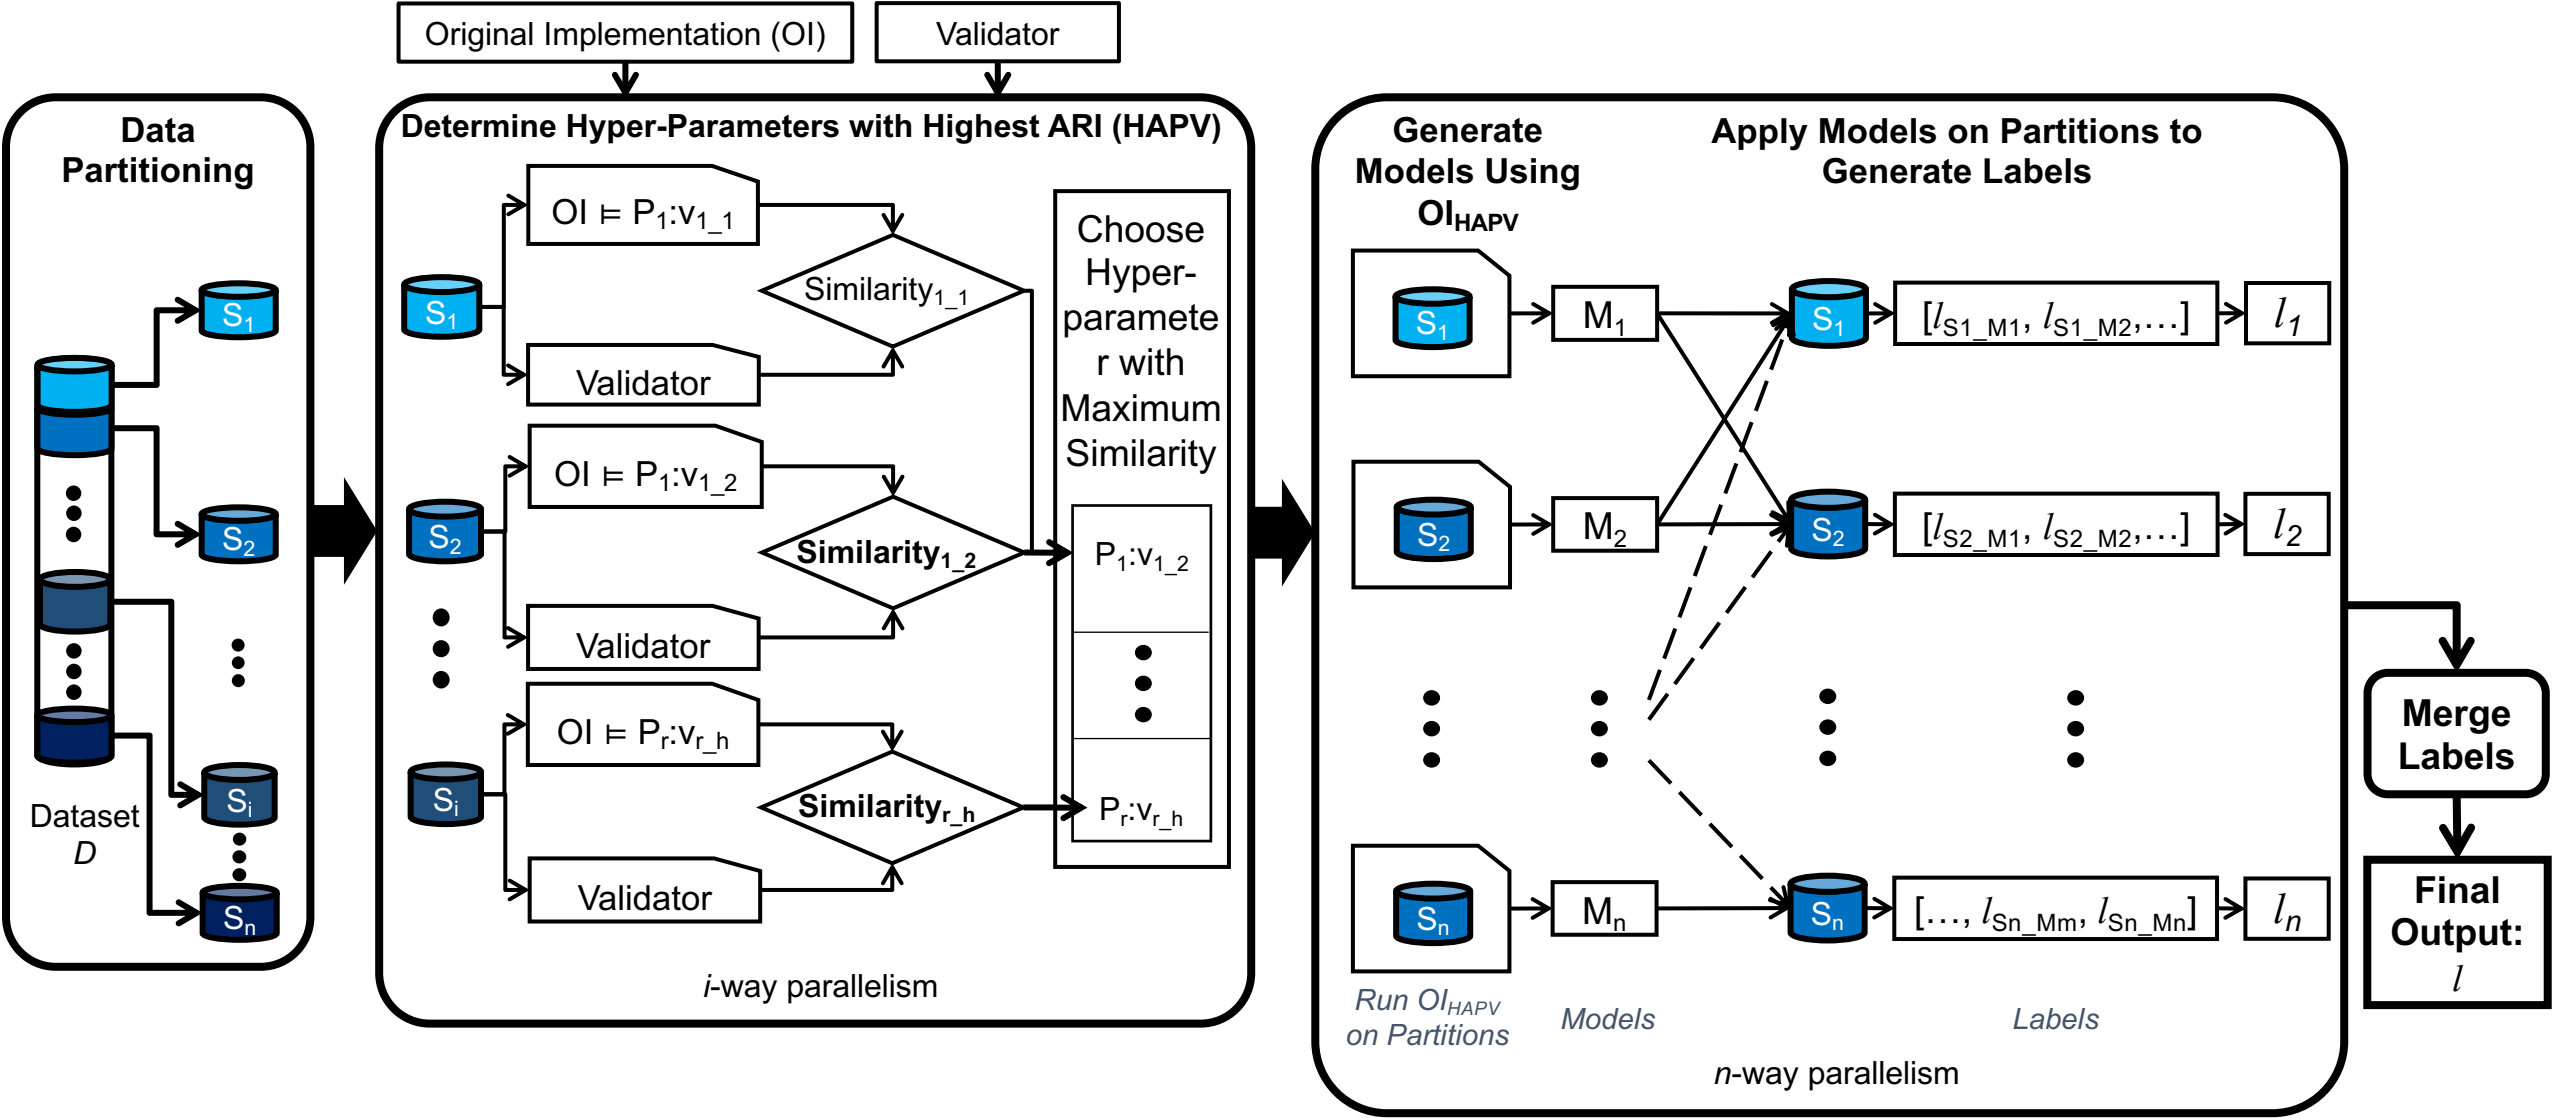 Original Implementation (OI)
Validator
Data
Partitioning
S1
S2
Si
Sn
Dataset
D
Determine Hyper-Parameters with Highest ARI (HAPV)
S1
OI ⊨ P1:v1_1
Validator
Similarity1_1
S2
OI ⊨ P1:v1_2
Validator
Similarity1_2
Si
OI ⊨ Pr:vr_h
Validator
Similarityr_h
Choose
Hyper-
paramete
r with
Maximum
Similarity
P1:v1_2
Pr:vr_h
i-way parallelism
Generate
Models Using
OIHAPV
Apply Models on Partitions to
Generate Labels
S1
M1
S1
[lS1_M1, lS1_M2,...]
l1
S2
M2
S2
[lS2_M1, lS2_M2,...]
l2
Sn
Mn
Sn
[..., lSn_Mm, lSn_Mn]
ln
Run OIHAPV
on Partitions
Models
Labels
n-way parallelism
Merge
Labels
Final
Output:
l